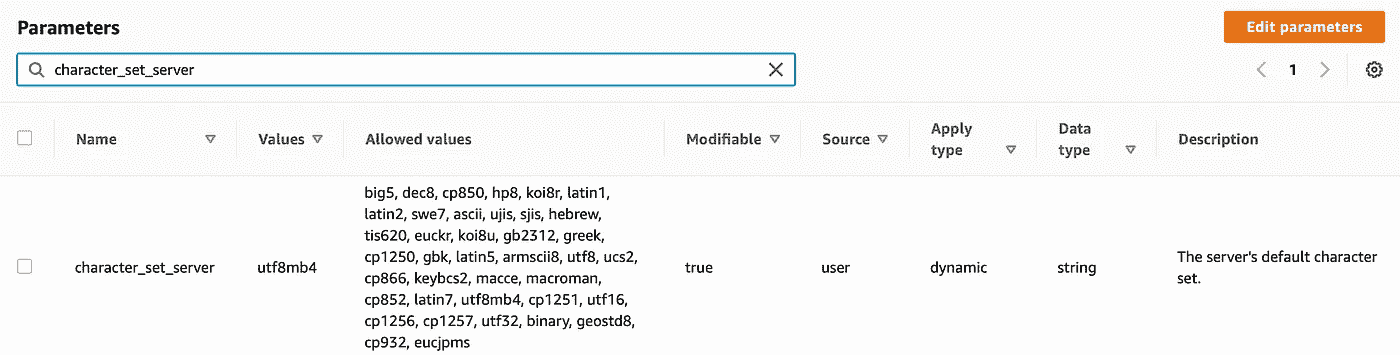 Parameters
Edit parameters
character_set_server
1
Name
Values
Allowed values
Modifiable
Source
Apply
type
Data
type
Description
character_set_server
utf8mb4
big5, dec8, cp850, hp8, koi8r, latin1,
latin2, swe7, ascii, ujis, sjis, hebrew,
tis620, euckr, koi8u, gb2312, greek,
cp1250, gbk, latin5, armscii8, utf8, ucs2,
cp866, keybcs2, macce, macroman,
cp852, latin7, utf8mb4, cp1251, utf16,
cp1256, cp1257, utf32, binary, geostd8,
cp932, eucjpms
true
user
dynamic
string
The server's default character
set.